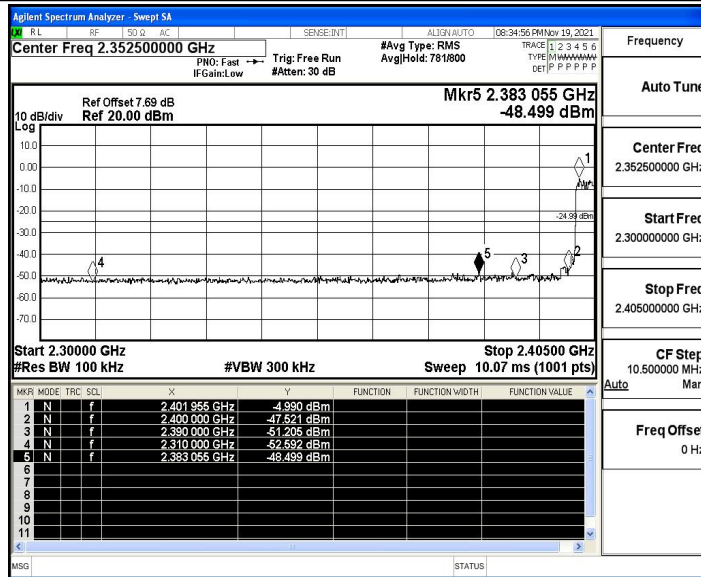 Agilent Spectrum Analyzer - Swept SA
RL RF 50 Ω AC SENSE:INT ALIGN AUTO 08:34:56 PM Nov 19, 2021
Center Freq 2.352500000 GHz
PNO: Fast
IFGain:Low
Trig: Free Run
#Atten: 30 dB
#Avg Type: RMS
Avg|Hold: 781/800
TRACE 1 2 3 4 5 6
TYPE MWWWWW
DET P P P P P P
Frequency
Mkr5 2.383 055 GHz
-48.499 dBm
Ref Offset 7.69 dB
10 dB/div Ref 20.00 dBm
Log
10.0
0.00
-10.0
-20.0
-30.0
-40.0
-50.0
-60.0
-70.0
1
-24.99 dBm
2
3
4
5
Start 2.30000 GHz Stop 2.40500 GHz
#Res BW 100 kHz #VBW 300 kHz Sweep 10.07 ms (1001 pts)
MKR MODE TRC SCL X Y FUNCTION FUNCTION WIDTH FUNCTION VALUE
1 N f 2.401 955 GHz -4.990 dBm
2 N f 2.400 000 GHz -47.521 dBm
3 N f 2.390 000 GHz -51.205 dBm
4 N f 2.310 000 GHz -52.592 dBm
5 N f 2.383 055 GHz -48.499 dBm
6
7
8
9
10
11
MSG STATUS
Auto Tune
Center Freq
2.352500000 GHz
Start Freq
2.300000000 GHz
Stop Freq
2.405000000 GHz
CF Step
10.500000 MHz
Auto Man
Freq Offset
0 Hz